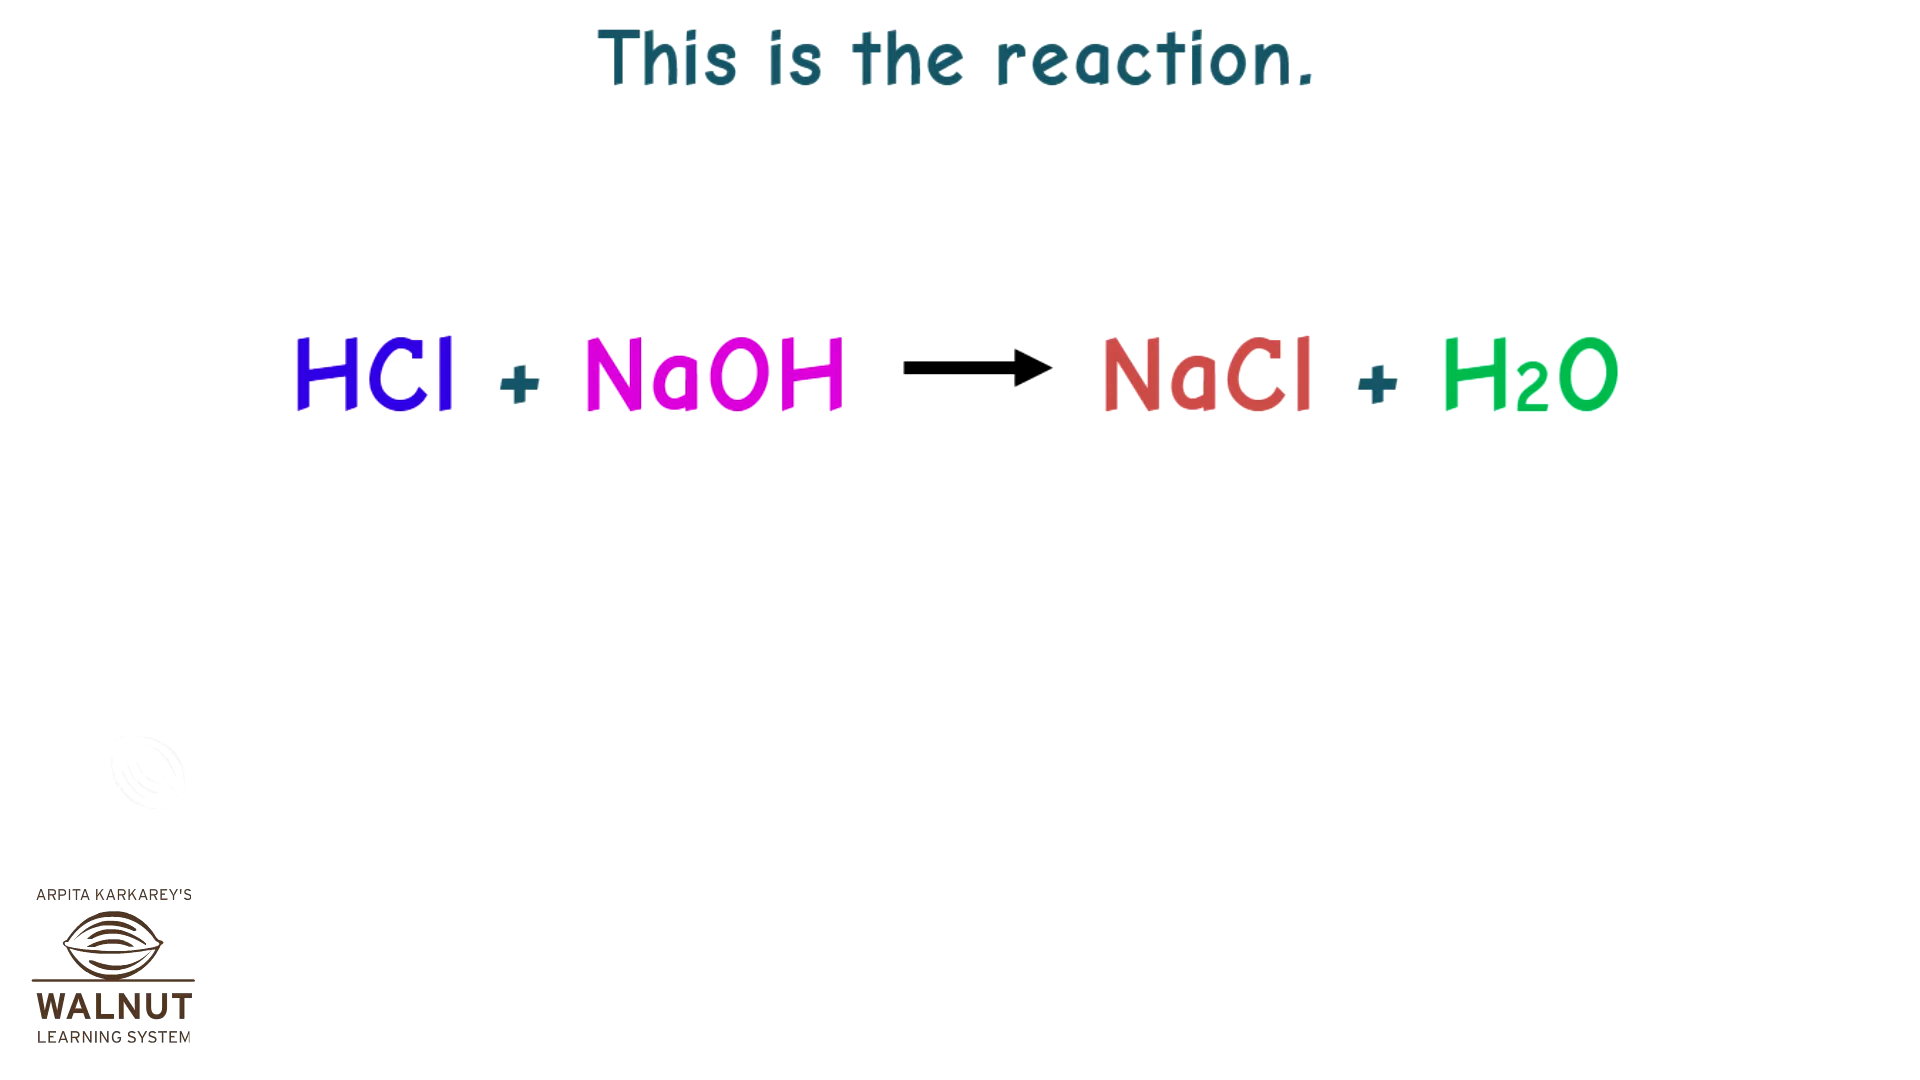 This is the reaction.
HCl + NaOH → NaCl + H2O
ARPITA KARKAREY'S
WALNUT
LEARNING SYSTEM